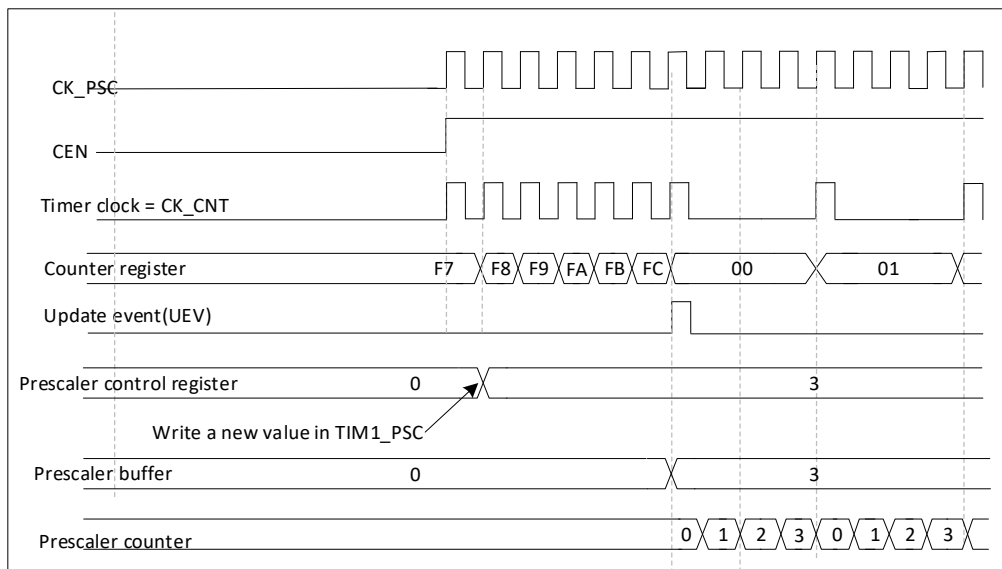 CK_PSC
CEN
Timer clock = CK_CNT
Counter register F7 F8 F9 FA FB FC 00 01
Update event(UEV)
Prescaler control register 0 3
Write a new value in TIM1_PSC
Prescaler buffer 0 3
Prescaler counter 0 1 2 3 0 1 2 3